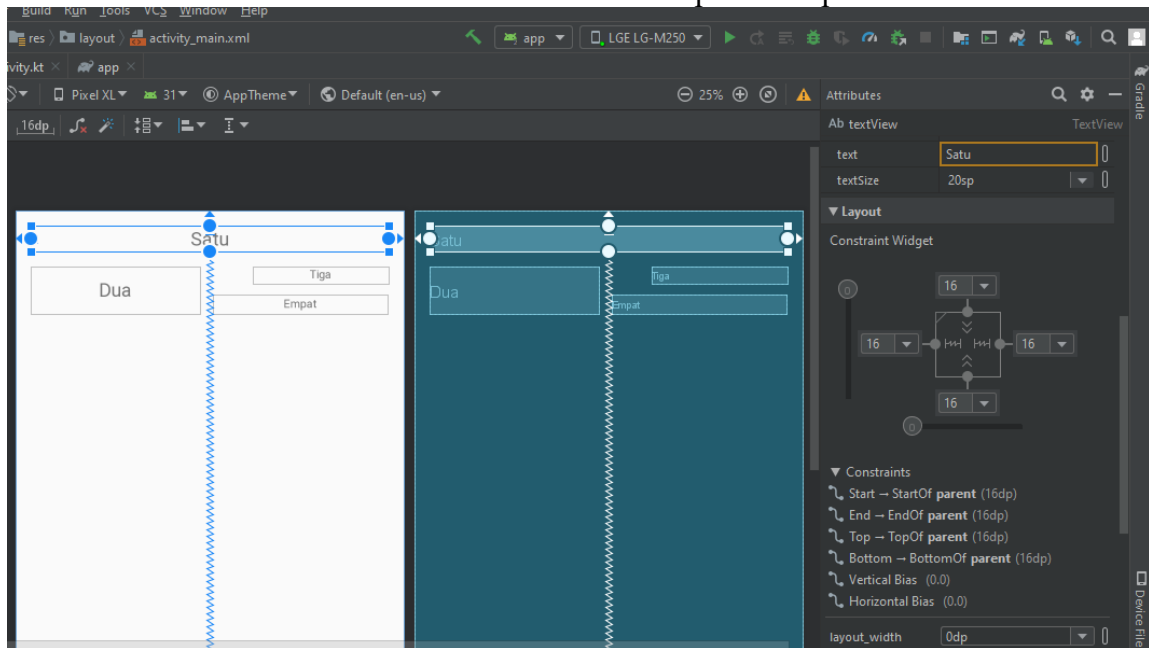 Build Run Tools VCS Window Help
res layout activity_main.xml app LGE LG-M250
ivity.kt app
Pixel XL 31 AppTheme Default (en-us) 25% Attributes
16dp Ab textView TextView
text Satu
textSize 20sp
Layout
Constraint Widget
Satu
Dua
Tiga
Empat
atu
Dua
Tiga
Empat
0
16
16 16
16
0
Constraints
Start → StartOf parent (16dp)
End → EndOf parent (16dp)
Top → TopOf parent (16dp)
Bottom → BottomOf parent (16dp)
Vertical Bias (0.0)
Horizontal Bias (0.0)
layout_width 0dp
Gradle
Device File